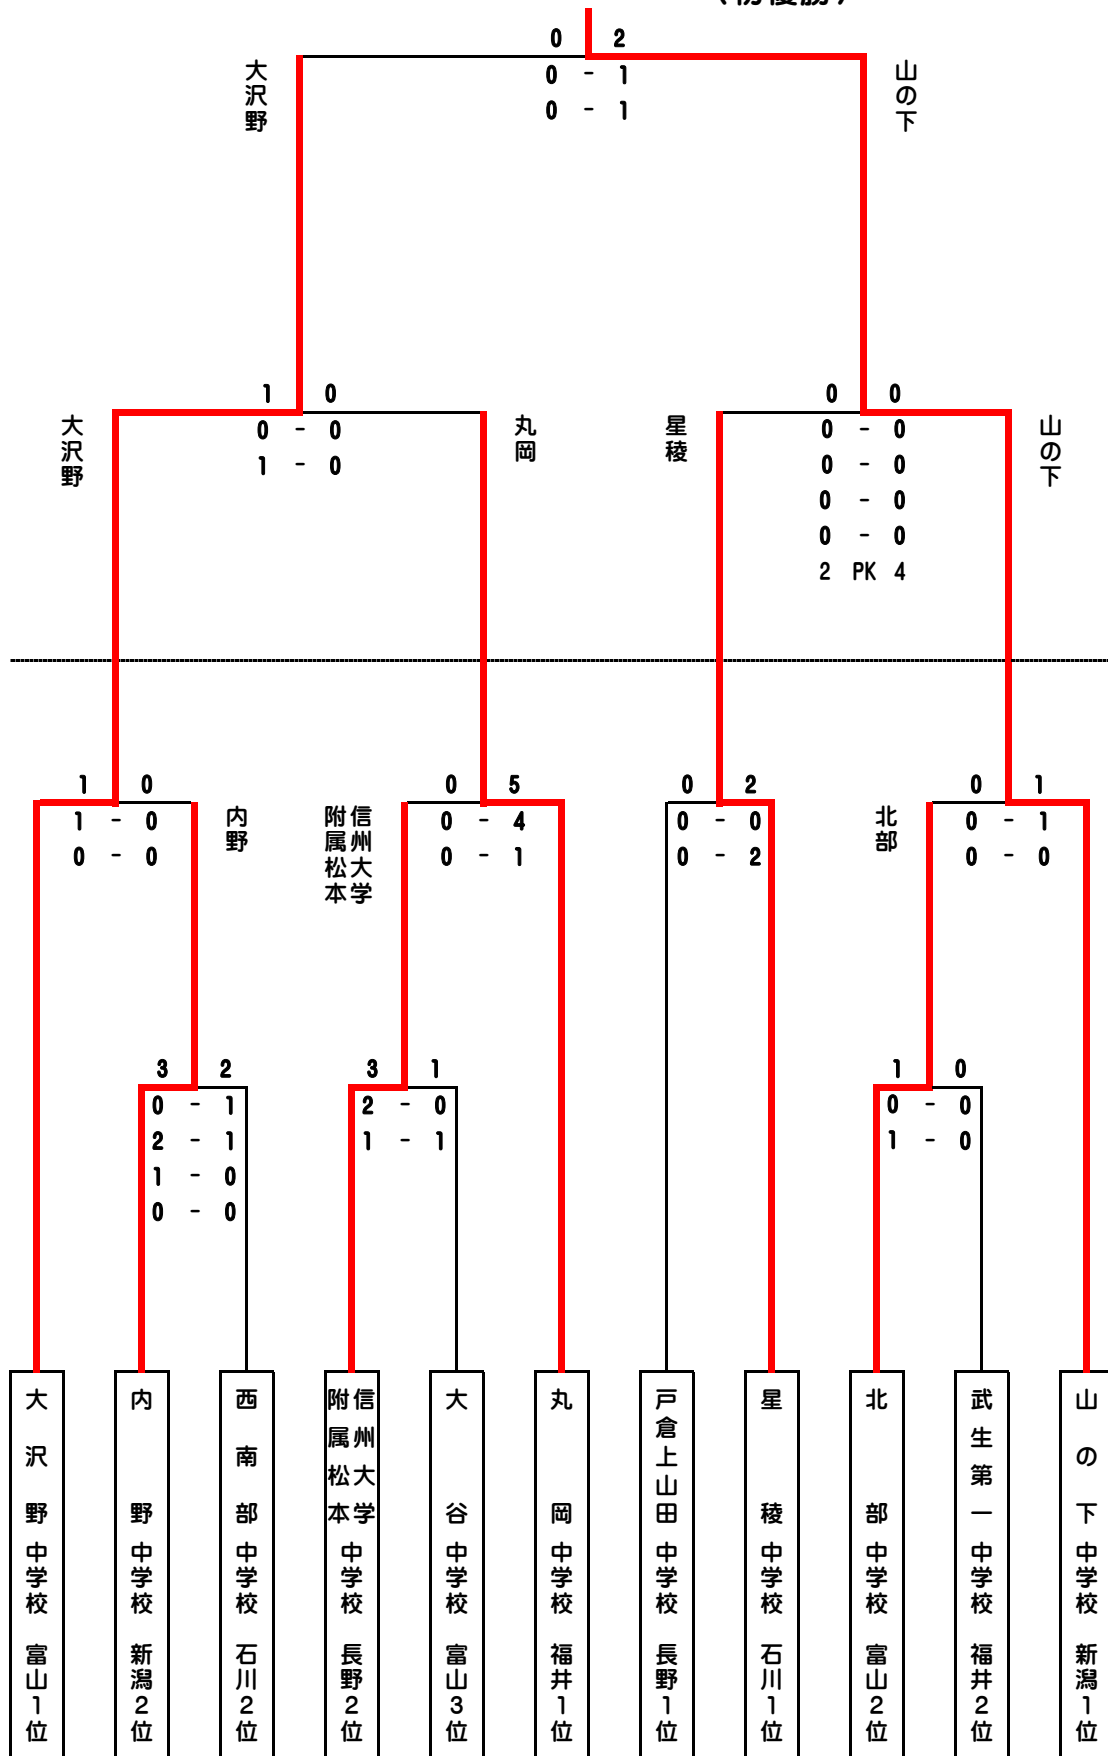 （初優勝）
0 2
大沢野
0 - 1
0 - 1
山の下
1 0
大沢野
0 - 0
1 - 0
丸岡
0 0
星稜
0 - 0
0 - 0
0 - 0
0 - 0
2 PK 4
山の下
1 0
1 - 0
0 - 0
内野
0 5
信州大学
附属松本
0 - 4
0 - 1
0 2
0 - 0
0 - 2
0 1
北部
0 - 1
0 - 0
3 2
0 - 1
2 - 1
1 - 0
0 - 0
3 1
2 - 0
1 - 1
1 0
0 - 0
1 - 0
大沢野中学校 富山1位
内野中学校 新潟2位
西南部中学校 石川2位
信州大学
附属松本中学校 長野2位
大谷中学校 富山3位
丸岡中学校 福井1位
戸倉上山田中学校 長野1位
星稜中学校 石川1位
北部中学校 富山2位
武生第一中学校 福井2位
山の下中学校 新潟1位